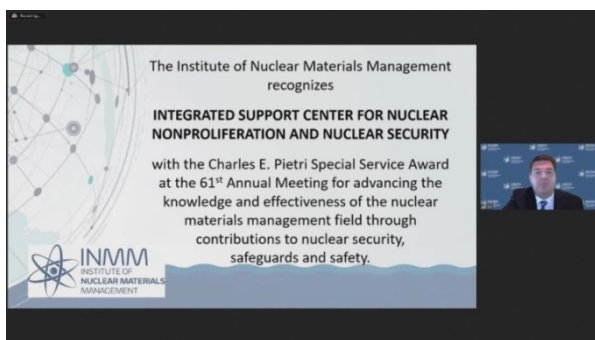 The Institute of Nuclear Materials Management
recognizes
INTEGRATED SUPPORT CENTER FOR NUCLEAR
NONPROLIFERATION AND NUCLEAR SECURITY
with the Charles E. Pietri Special Service Award
at the 61st Annual Meeting for advancing the
knowledge and effectiveness of the nuclear
materials management field through
contributions to nuclear security,
safeguards and safety.
INMM
INSTITUTE OF
NUCLEAR MATERIALS
MANAGEMENT